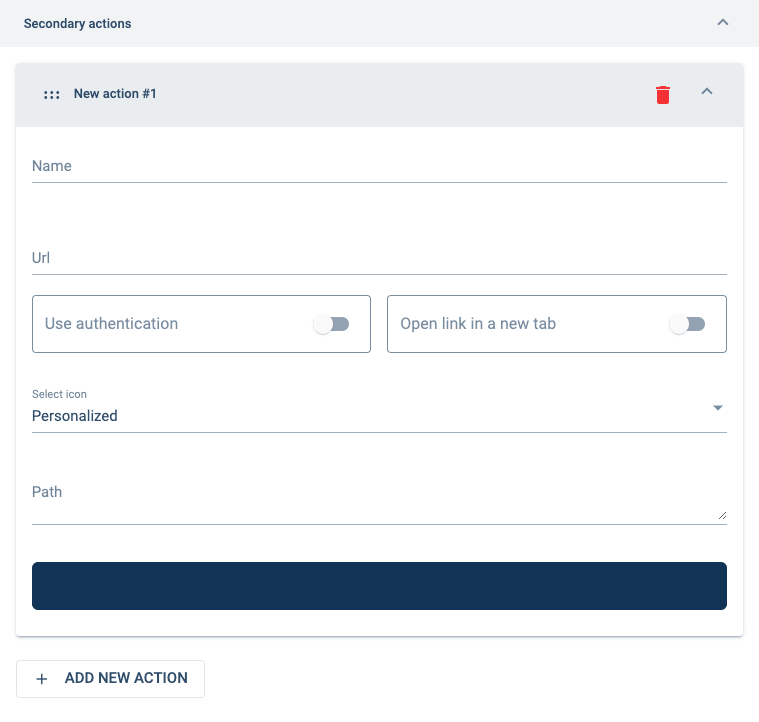 Secondary actions
New action #1
Name
Url
Use authentication
Open link in a new tab
Select icon
Personalized
Path
ADD NEW ACTION